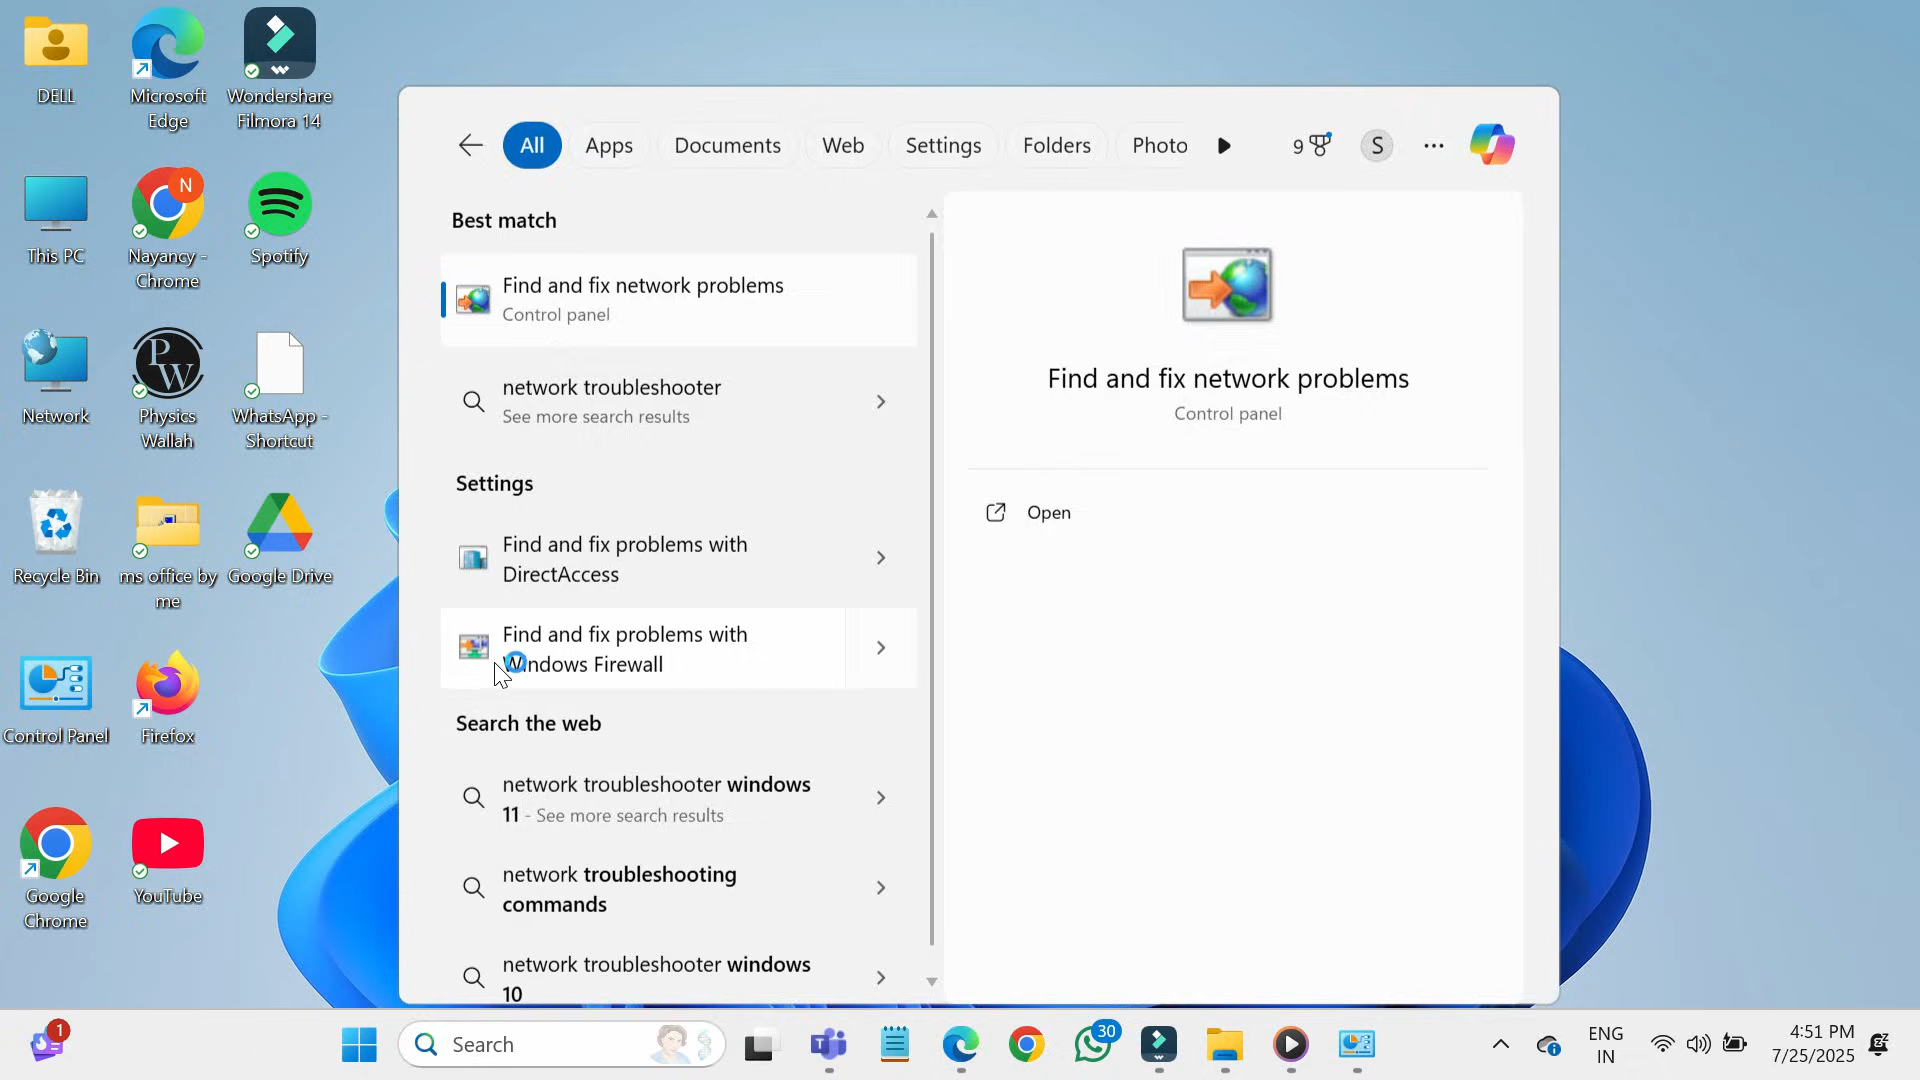 DELL
Microsoft
Edge
Wondershare
Filmora 14
This PC
N
Nayancy -
Chrome
Spotify
Network
PW
Physics
Wallah
WhatsApp -
Shortcut
Recycle Bin
ms office by
me
Google Drive
Control Panel
Firefox
Google
Chrome
YouTube
All
Apps
Documents
Web
Settings
Folders
Photo
9
S
Best match
Find and fix network problems
Control panel
network troubleshooter
See more search results
Settings
Find and fix problems with
DirectAccess
Find and fix problems with
Windows Firewall
Search the web
network troubleshooter windows
11 - See more search results
network troubleshooting
commands
network troubleshooter windows
10
Find and fix network problems
Control panel
Open
1
Search
30
ENG
IN
4:51 PM
7/25/2025